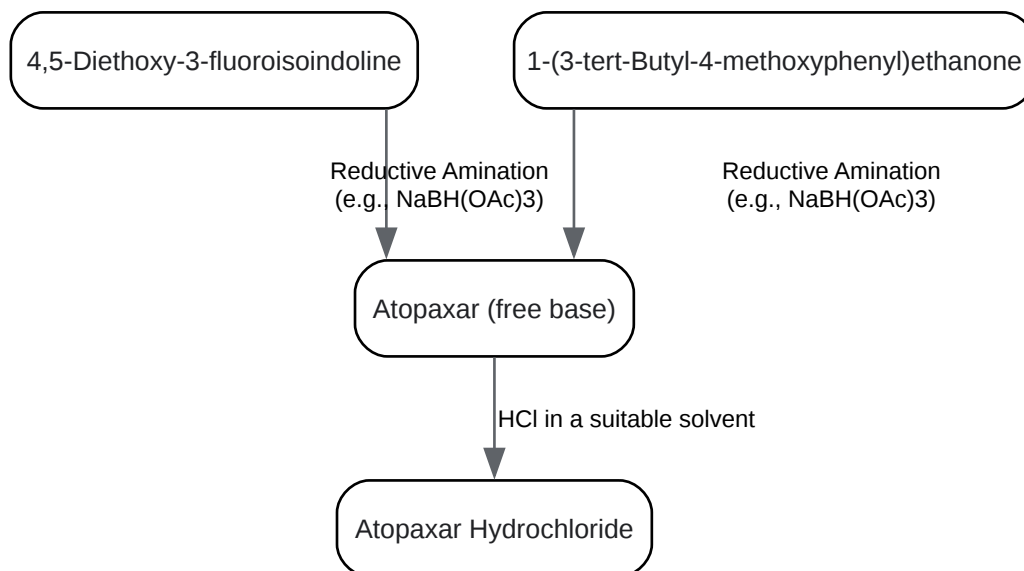 4,5-Diethoxy-3-fluoroisoindoline
1-(3-tert-Butyl-4-methoxyphenyl)ethanone
Reductive Amination
(e.g., NaBH(OAc)3)
Reductive Amination
(e.g., NaBH(OAc)3)
Atopaxar (free base)
HCl in a suitable solvent
Atopaxar Hydrochloride